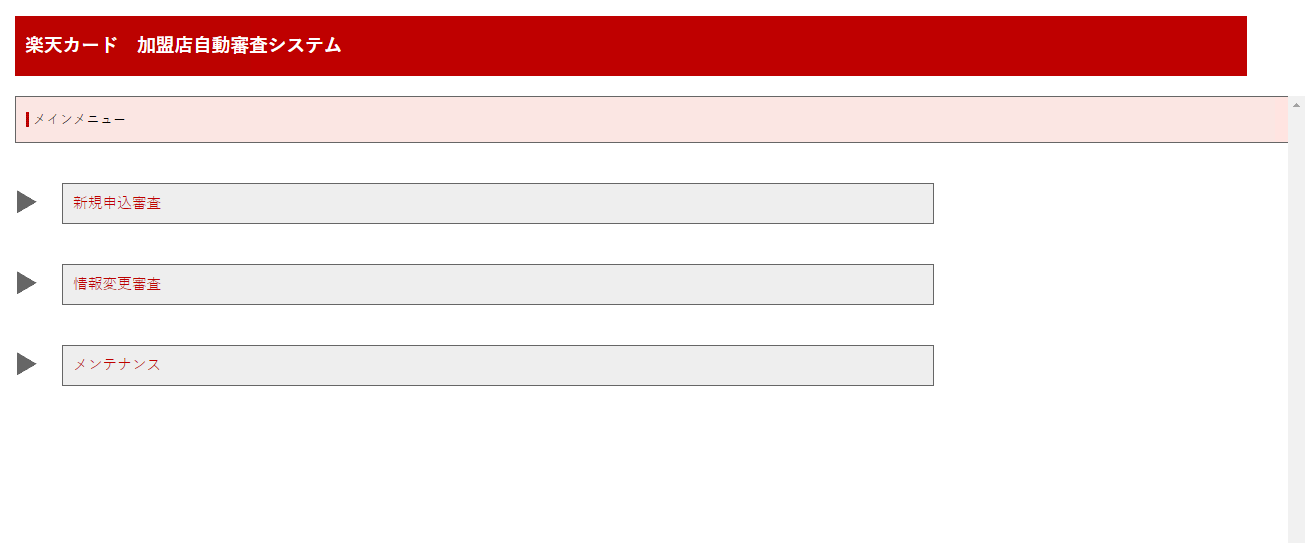 楽天カード　加盟店自動審査システム
メインメニュー
新規申込審査
情報変更審査
メンテナンス